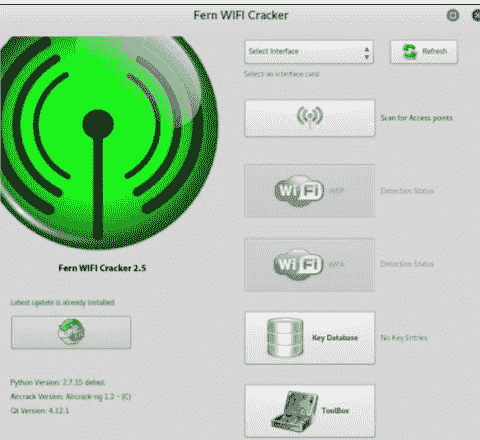 Fern WIFI Cracker
Select Interface
Refresh
Select an interface card
Scan for Access points
WiFi WEP Detection Status
Fern WIFI Cracker 2.5
WiFi WPA Detection Status
Latest update is already installed
Key Database No Key Entries
Python Version: 2.7.15
Aircrack Version: Aircrack-ng 1.2 - (C)
Qt Version: 4.12.1
ToolBox